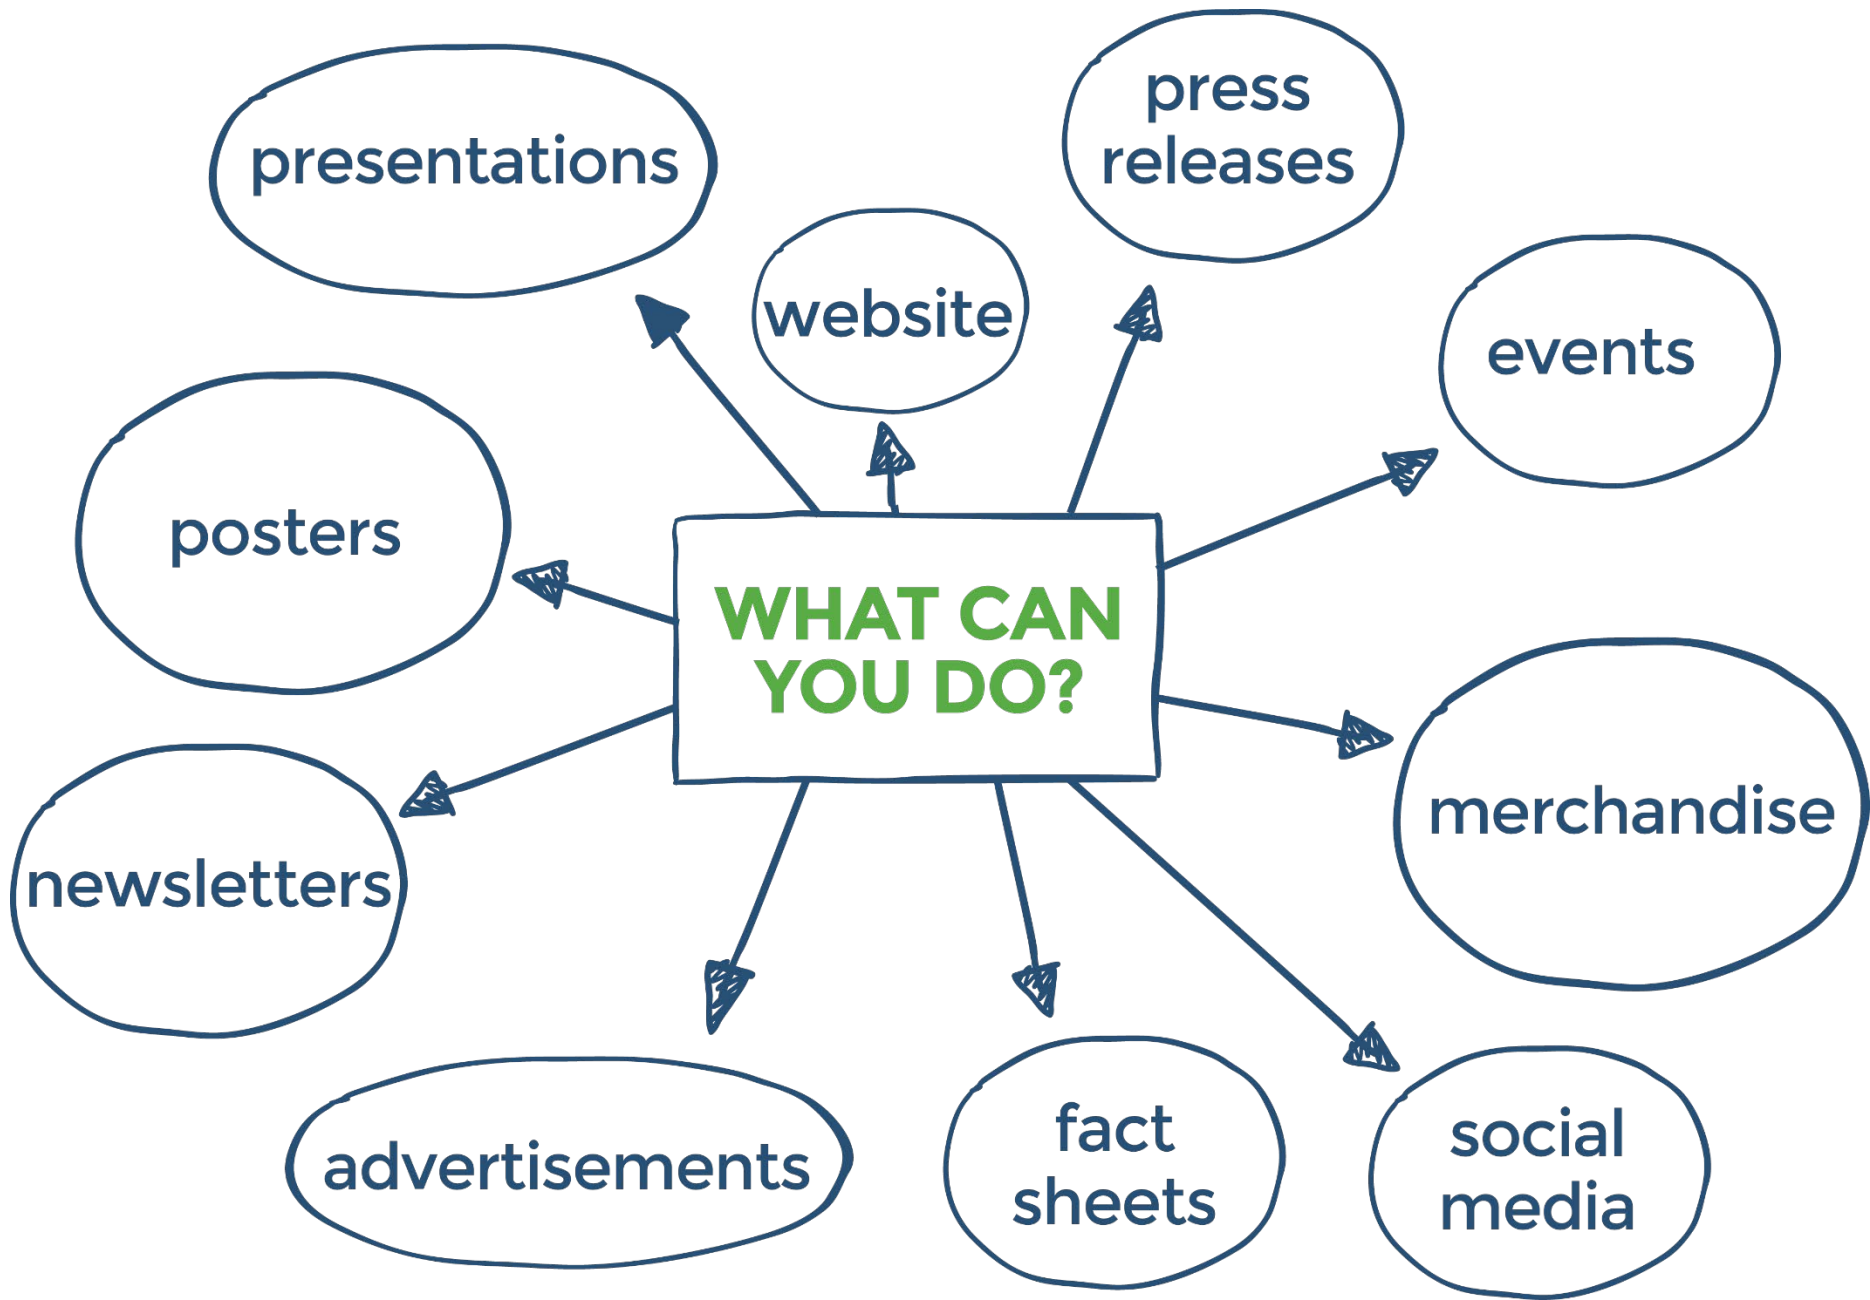 press
releases
presentations
website
events
posters
WHAT CAN
YOU DO?
merchandise
newsletters
advertisements
fact
sheets
social
media